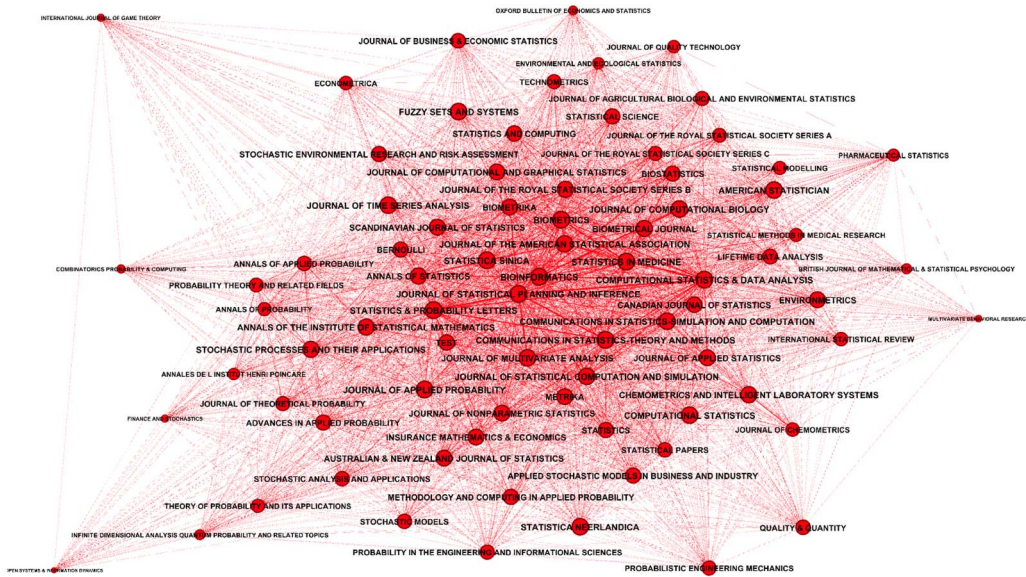 OXFORD BULLETIN OF ECONOMICS AND STATISTICS
INTERNATIONAL JOURNAL OF GAME THEORY
JOURNAL OF BUSINESS & ECONOMIC STATISTICS
JOURNAL OF QUALITY TECHNOLOGY
ENVIRONMENTAL AND ECOLOGICAL STATISTICS
ECONOMETRICA
TECHNOMETRICS
JOURNAL OF AGRICULTURAL BIOLOGICAL AND ENVIRONMENTAL STATISTICS
FUZZY SETS AND SYSTEMS
STATISTICAL SCIENCE
STATISTICS AND COMPUTING
JOURNAL OF THE ROYAL STATISTICAL SOCIETY SERIES A
STOCHASTIC ENVIRONMENTAL RESEARCH AND RISK ASSESSMENT
JOURNAL OF THE ROYAL STATISTICAL SOCIETY SERIES C
PHARMACEUTICAL STATISTICS
JOURNAL OF COMPUTATIONAL AND GRAPHICAL STATISTICS
BIOSTATISTICS
STATISTICAL MODELLING
JOURNAL OF THE ROYAL STATISTICAL SOCIETY SERIES B
AMERICAN STATISTICIAN
JOURNAL OF TIME SERIES ANALYSIS
BIOMETRIKA
JOURNAL OF COMPUTATIONAL BIOLOGY
BIOMETRICS
SCANDINAVIAN JOURNAL OF STATISTICS
BIOMETRICAL JOURNAL
STATISTICAL METHODS IN MEDICAL RESEARCH
JOURNAL OF THE AMERICAN STATISTICAL ASSOCIATION
BERNOULLI
LIFETIME DATA ANALYSIS
STATISTICA SINICA
STATISTICS IN MEDICINE
ANNALS OF APPLIED PROBABILITY
COMBINATORICS PROBABILITY & COMPUTING
BRITISH JOURNAL OF MATHEMATICAL & STATISTICAL PSYCHOLOGY
ANNALS OF STATISTICS
BIOINFORMATICS
COMPUTATIONAL STATISTICS & DATA ANALYSIS
PROBABILITY THEORY AND RELATED FIELDS
JOURNAL OF STATISTICAL PLANNING AND INFERENCE
ENVIRONMETRICS
CANADIAN JOURNAL OF STATISTICS
ANNALS OF PROBABILITY
STATISTICS & PROBABILITY LETTERS
MULTIVARIATE BEHAVIORAL RESEARC
COMMUNICATIONS IN STATISTICS-SIMULATION AND COMPUTATION
ANNALS OF THE INSTITUTE OF STATISTICAL MATHEMATICS
COMMUNICATIONS IN STATISTICS-THEORY AND METHODS
INTERNATIONAL STATISTICAL REVIEW
TEST
STOCHASTIC PROCESSES AND THEIR APPLICATIONS
JOURNAL OF MULTIVARIATE ANALYSIS
JOURNAL OF APPLIED STATISTICS
ANNALES DE L INSTITUT HENRI POINCARE
JOURNAL OF STATISTICAL COMPUTATION AND SIMULATION
JOURNAL OF APPLIED PROBABILITY
CHEMOMETRICS AND INTELLIGENT LABORATORY SYSTEMS
METRIKA
JOURNAL OF THEORETICAL PROBABILITY
JOURNAL OF NONPARAMETRIC STATISTICS
COMPUTATIONAL STATISTICS
FINANCE AND STOCHASTICS
ADVANCES IN APPLIED PROBABILITY
STATISTICS
JOURNAL OF CHEMOMETRICS
INSURANCE MATHEMATICS & ECONOMICS
STATISTICAL PAPERS
AUSTRALIAN & NEW ZEALAND JOURNAL OF STATISTICS
STOCHASTIC ANALYSIS AND APPLICATIONS
APPLIED STOCHASTIC MODELS IN BUSINESS AND INDUSTRY
METHODOLOGY AND COMPUTING IN APPLIED PROBABILITY
THEORY OF PROBABILITY AND ITS APPLICATIONS
STOCHASTIC MODELS
STATISTICA NEERLANDICA
QUALITY & QUANTITY
INFINITE DIMENSIONAL ANALYSIS QUANTUM PROBABILITY AND RELATED TOPICS
PROBABILITY IN THE ENGINEERING AND INFORMATIONAL SCIENCES
PROBABILISTIC ENGINEERING MECHANICS
PEN SYSTEMS & INFORMATION DYNAMICS